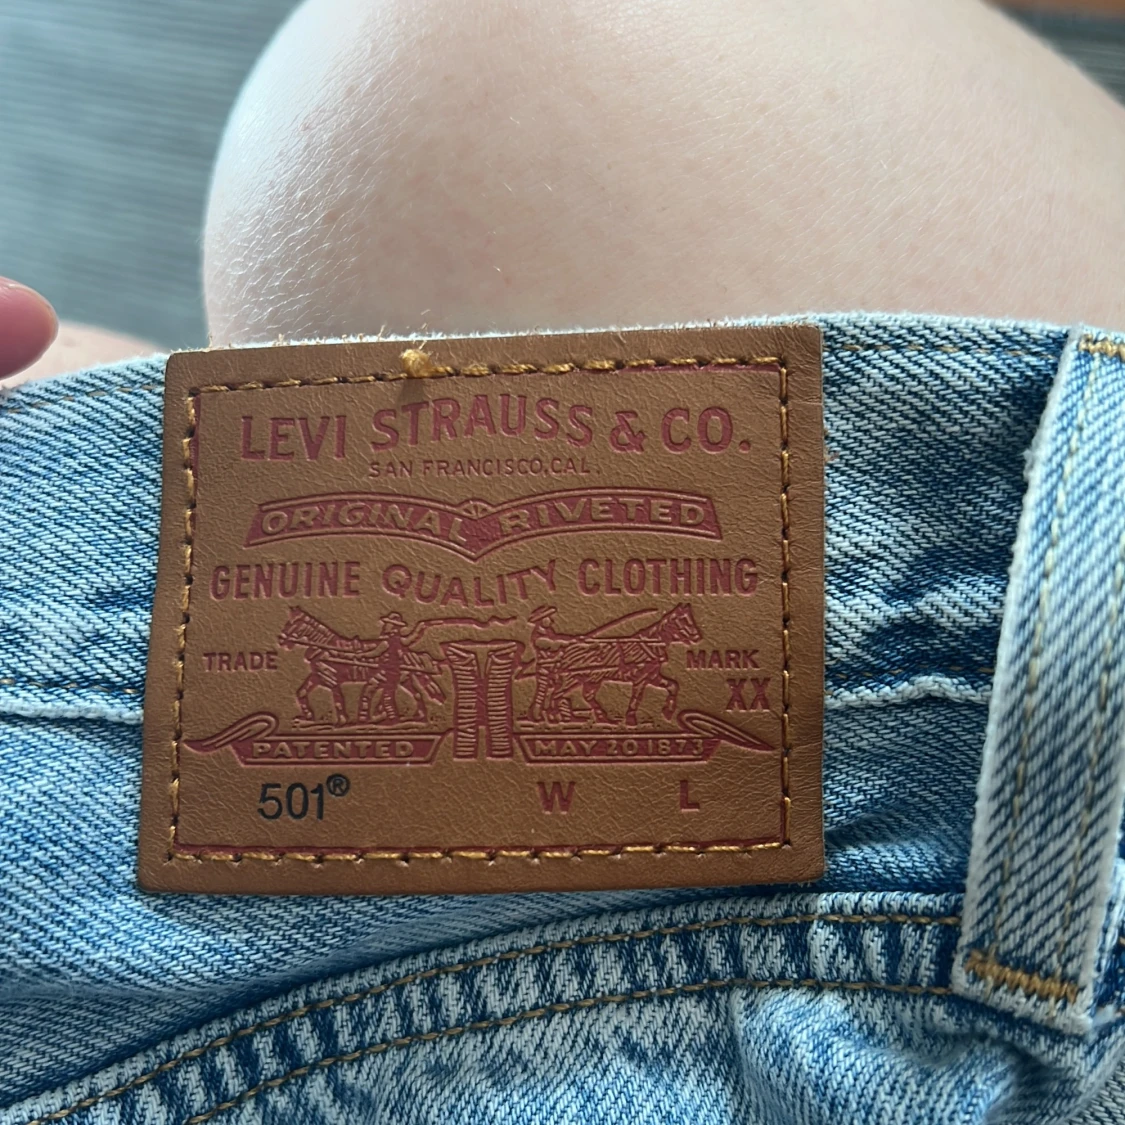 LEVI STRAUSS & CO.
SAN FRANCISCO, CAL.
ORIGINAL RIVETED
GENUINE QUALITY CLOTHING
TRADE MARK
XX
PATENTED MAY 20 1873
501® W L